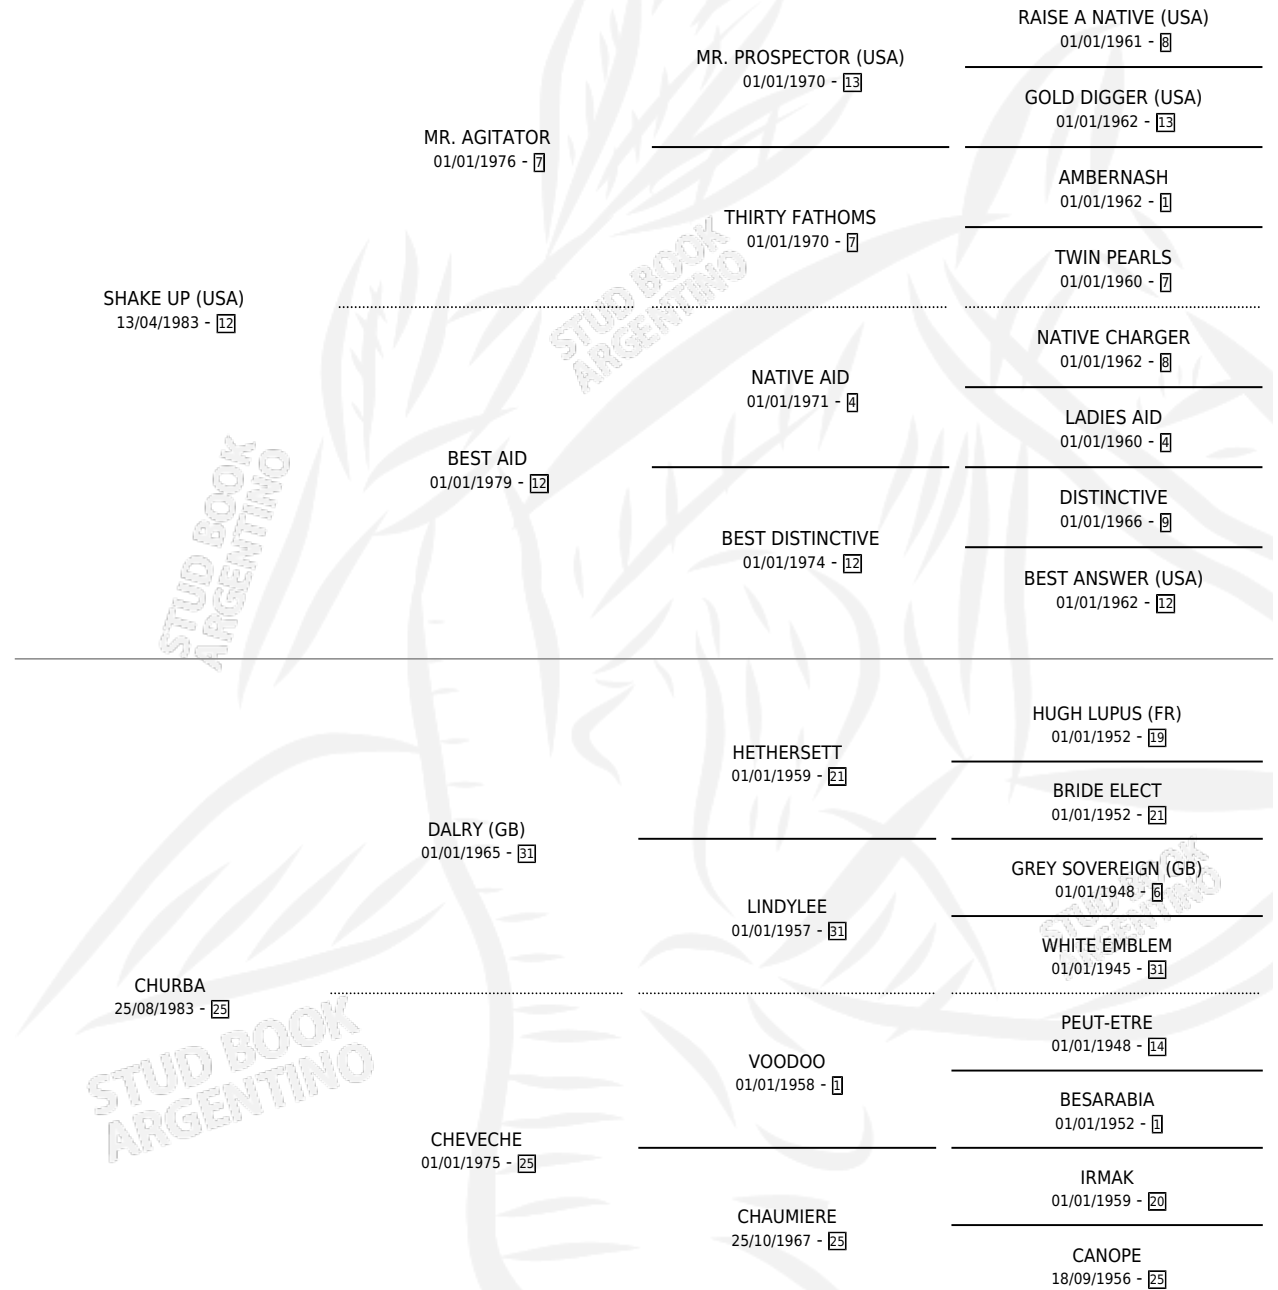 RAISE A NATIVE (USA)
01/01/1961 - 8
MR. PROSPECTOR (USA)
01/01/1970 - 13
GOLD DIGGER (USA)
01/01/1962 - 13
MR. AGITATOR
01/01/1976 - 7
AMBERNASH
01/01/1962 - 1
THIRTY FATHOMS
01/01/1970 - 7
TWIN PEARLS
01/01/1960 - 7
SHAKE UP (USA)
13/04/1983 - 12
STUD BOOK
ARGENTINO
NATIVE CHARGER
01/01/1962 - 8
NATIVE AID
01/01/1971 - 4
LADIES AID
01/01/1960 - 4
BEST AID
01/01/1979 - 12
DISTINCTIVE
01/01/1966 - 9
BEST DISTINCTIVE
01/01/1974 - 12
BEST ANSWER (USA)
01/01/1962 - 12
STUD BOOK
ARGENTINO
HUGH LUPUS (FR)
01/01/1952 - 19
HETHERSETT
01/01/1959 - 21
BRIDE ELECT
01/01/1952 - 21
DALRY (GB)
01/01/1965 - 31
GREY SOVEREIGN (GB)
01/01/1948 - 6
LINDYLEE
01/01/1957 - 31
WHITE EMBLEM
01/01/1945 - 31
STUD BOOK
ARGENTINO
CHURBA
25/08/1983 - 25
PEUT-ETRE
01/01/1948 - 14
VOODOO
01/01/1958 - 1
BESARABIA
01/01/1952 - 1
STUD BOOK
ARGENTINO
CHEVECHE
01/01/1975 - 25
IRMAK
01/01/1959 - 20
CHAUMIERE
25/10/1967 - 25
CANOPE
18/09/1956 - 25